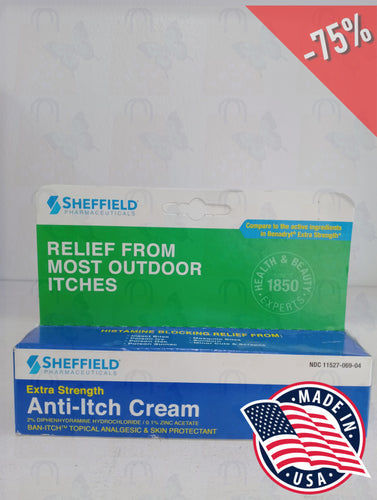 -75%
SHEFFIELD
PHARMACEUTICALS
Compare to the active ingredients
in Benadryl® Extra Strength*
RELIEF FROM
MOST OUTDOOR
ITCHES
HEALTH & BEAUTY
1850
EXPERTS
HISTAMINE BLOCKING RELIEF FROM:
SHEFFIELD
PHARMACEUTICALS
NDC 11527-069-04
Extra Strength
Anti-Itch Cream
2% DIPHENHYDRAMINE HYDROCHLORIDE / 0.1% ZINC ACETATE
BAN-ITCH™ TOPICAL ANALGESIC & SKIN PROTECTANT
MADE IN
U.S.A.